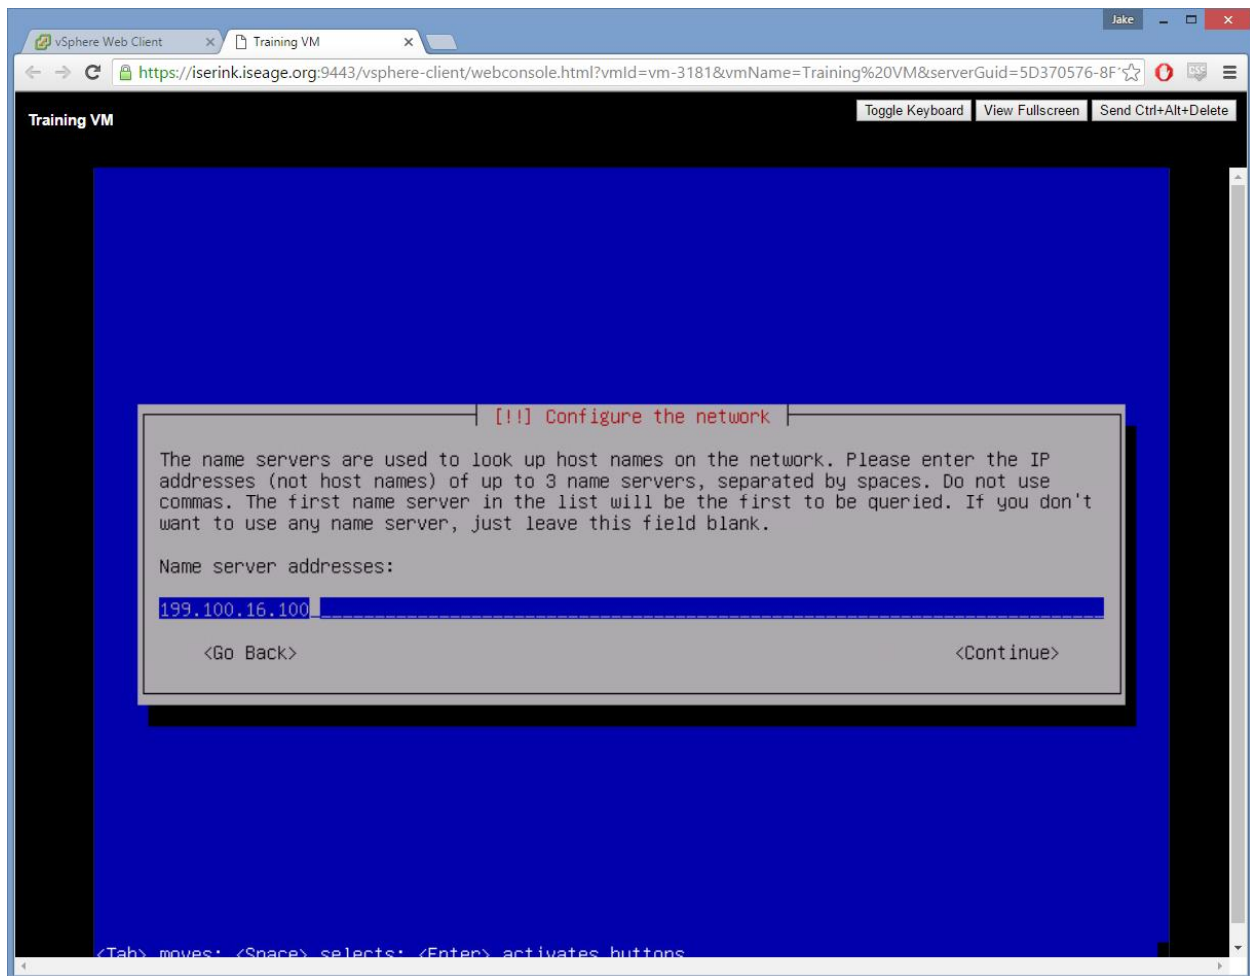 Jake
vSphere Web Client
Training VM
https://iserink.iseage.org:9443/vsphere-client/webconsole.html?vmId=vm-3181&vmName=Training%20VM&serverGuid=5D370576-8F
Training VM
Toggle Keyboard View Fullscreen Send Ctrl+Alt+Delete
[!!] Configure the network
The name servers are used to look up host names on the network. Please enter the IP
addresses (not host names) of up to 3 name servers, separated by spaces. Do not use
commas. The first name server in the list will be the first to be queried. If you don't
want to use any name server, just leave this field blank.
Name server addresses:
199.100.16.100
<Go Back> <Continue>
<Tab> moves; <Space> selects; <Enter> activates buttons